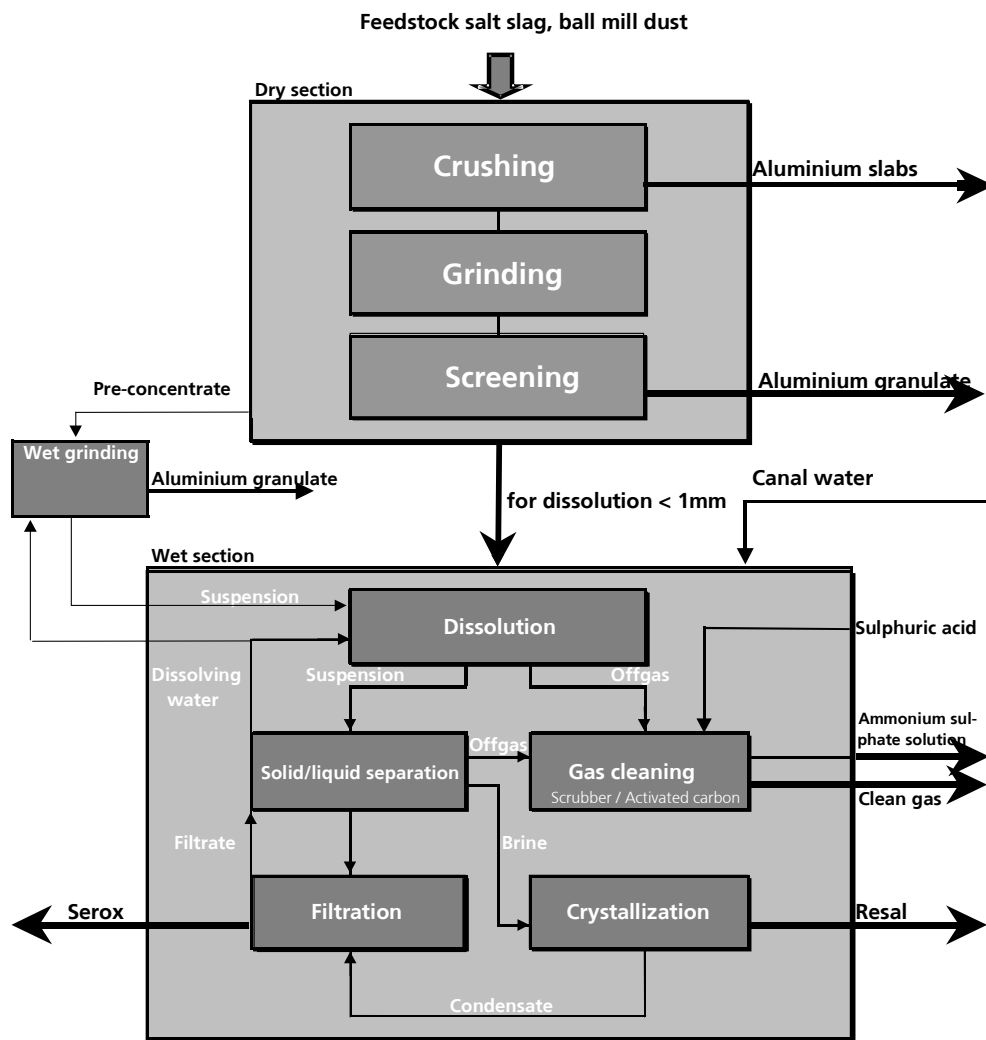 Feedstock salt slag, ball mill dust
Dry section
Crushing
Aluminium slabs
Grinding
Screening
Aluminium granulate
Pre-concentrate
Wet grinding
Aluminium granulate
Canal water
for dissolution < 1mm
Wet section
Suspension
Dissolution
Sulphuric acid
Dissolving
water
Suspension
Offgas
Ammonium sul-
phate solution
Offgas
Solid/liquid separation
Gas cleaning
Scrubber / Activated carbon
Clean gas
Filtrate
Brine
Serox
Filtration
Crystallization
Resal
Condensate